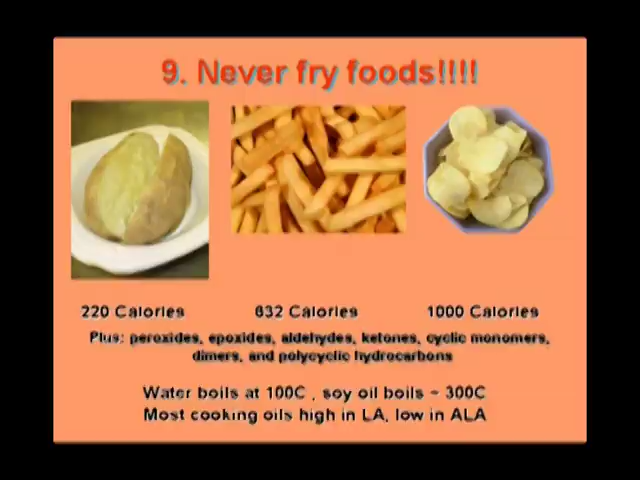 9. Never fry foods!!!!
220 Calories 832 Calories 1000 Calories
Plus: peroxides, epoxides, aldehydes, ketones, cyclic monomers,
dimers, and polycyclic hydrocarbons
Water boils at 100C , soy oil boils ~ 300C
Most cooking oils high in LA, low in ALA